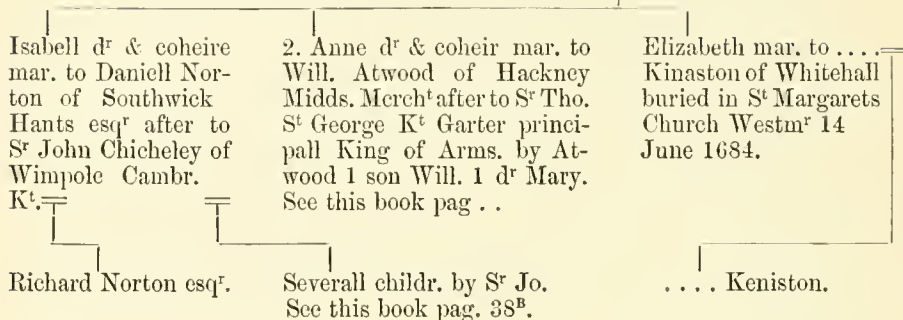 Isabell dʳ & coheire
mar. to Daniell Nor-
ton of Southwick
Hants esqʳ after to
Sʳ John Chicheley of
Wimpole Cambr.
Kᵗ.
2. Anne dʳ & coheir mar. to
Will. Atwood of Hackney
Midds. Merchᵗ after to Sʳ Tho.
Sᵗ George Kᵗ Garter princi-
pall King of Arms. by At-
wood 1 son Will. 1 dʳ Mary.
See this book pag . .
Elizabeth mar. to . . . .
Kinaston of Whitehall
buried in Sᵗ Margarets
Church Westmʳ 14
June 1684.
Richard Norton esqʳ.
Severall childr. by Sʳ Jo.
See this book pag. 38ᴮ.
. . . . Keniston.